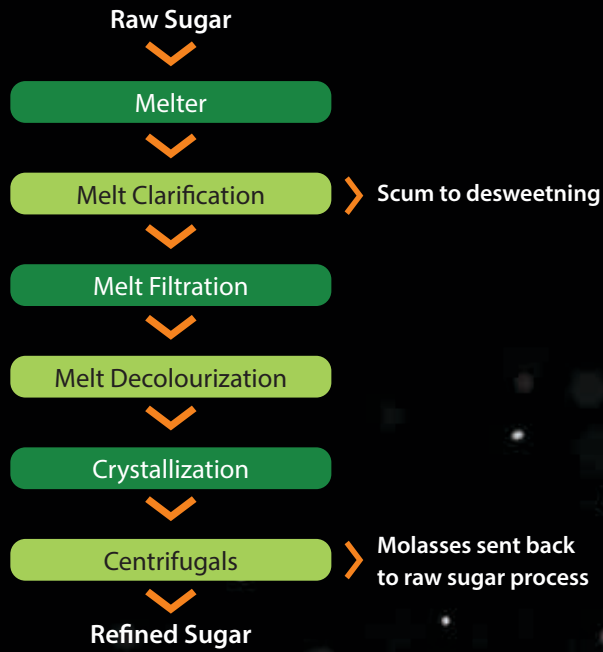 Raw Sugar
Melter
Melt Clarification
Scum to desweetning
Melt Filtration
Melt Decolourization
Crystallization
Centrifugals
Molasses sent back
to raw sugar process
Refined Sugar